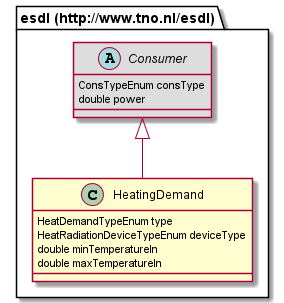 esdl (http://www.tno.nl/esdl)
A Consumer
ConsTypeEnum consType
double power
C HeatingDemand
HeatDemandTypeEnum type
HeatRadiationDeviceTypeEnum deviceType
double minTemperatureIn
double maxTemperatureIn